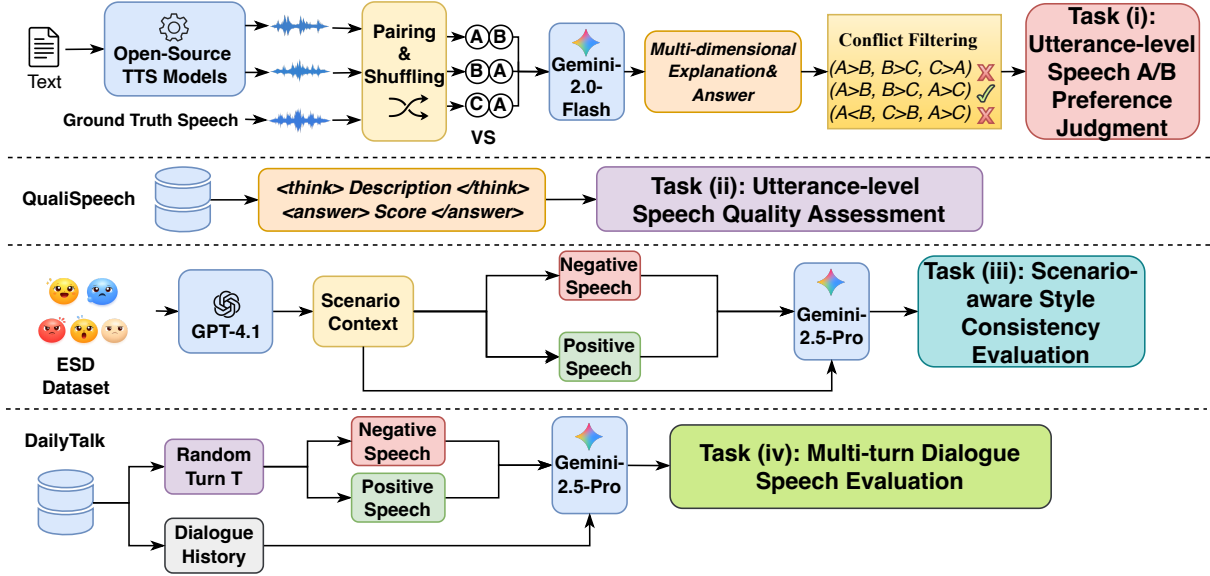 Text
Open-Source
TTS Models
Ground Truth Speech
Pairing
&
Shuffling
A B
B A
C A
VS
Gemini-
2.0-
Flash
Multi-dimensional
Explanation&
Answer
Conflict Filtering
(A>B, B>C, C>A)
(A>B, B>C, A>C)
(A<B, C>B, A>C)
Task (i):
Utterance-level
Speech A/B
Preference
Judgment
QualiSpeech
<think> Description </think>
<answer> Score </answer>
Task (ii): Utterance-level
Speech Quality Assessment
ESD
Dataset
GPT-4.1
Scenario
Context
Negative
Speech
Positive
Speech
Gemini-
2.5-Pro
Task (iii): Scenario-
aware Style
Consistency
Evaluation
DailyTalk
Random
Turn T
Dialogue
History
Negative
Speech
Positive
Speech
Gemini-
2.5-Pro
Task (iv): Multi-turn Dialogue
Speech Evaluation